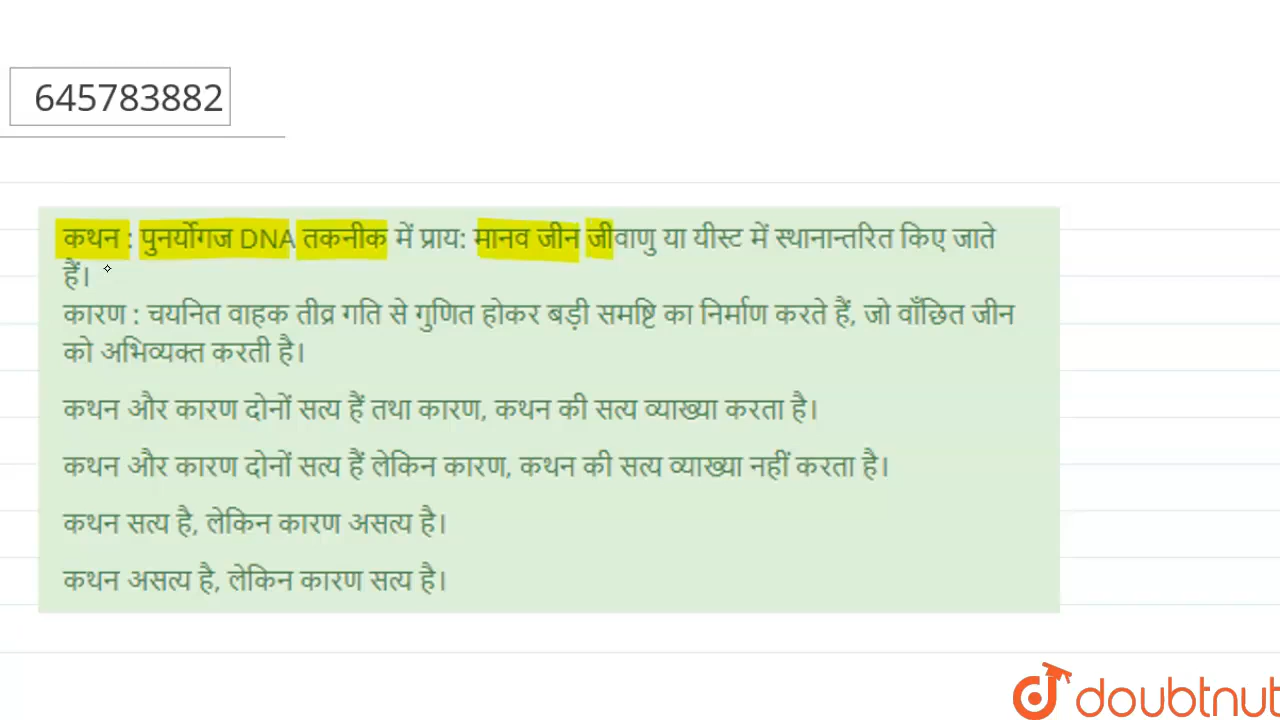 645783882
कथन : पुनर्योगज DNA तकनीक में प्राय: मानव जीन जीवाणु या यीस्ट में स्थानान्तरित किए जाते
हैं।
कारण : चयनित वाहक तीव्र गति से गुणित होकर बड़ी समष्टि का निर्माण करते हैं, जो वाँछित जीन
को अभिव्यक्त करती है।
कथन और कारण दोनों सत्य हैं तथा कारण, कथन की सत्य व्याख्या करता है।
कथन और कारण दोनों सत्य हैं लेकिन कारण, कथन की सत्य व्याख्या नहीं करता है।
कथन सत्य है, लेकिन कारण असत्य है।
कथन असत्य है, लेकिन कारण सत्य है।
doubtnut